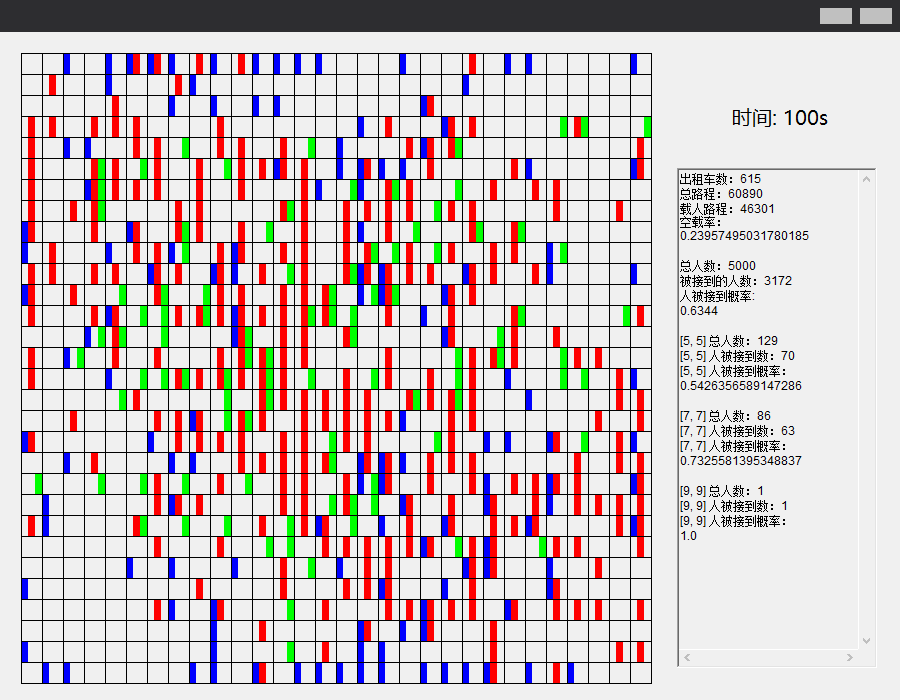 时间: 100s
出租车数：615
总路程：60890
载人路程：46301
空载率：
0.23957495031780185
总人数：5000
被接到的人数：3172
人被接到概率:
0.6344
[5, 5] 总人数：129
[5, 5] 人被接到数：70
[5, 5] 人被接到概率：
0.5426356589147286
[7, 7] 总人数：86
[7, 7] 人被接到数：63
[7, 7] 人被接到概率：
0.7325581395348837
[9, 9] 总人数：1
[9, 9] 人被接到数：1
[9, 9] 人被接到概率：
1.0